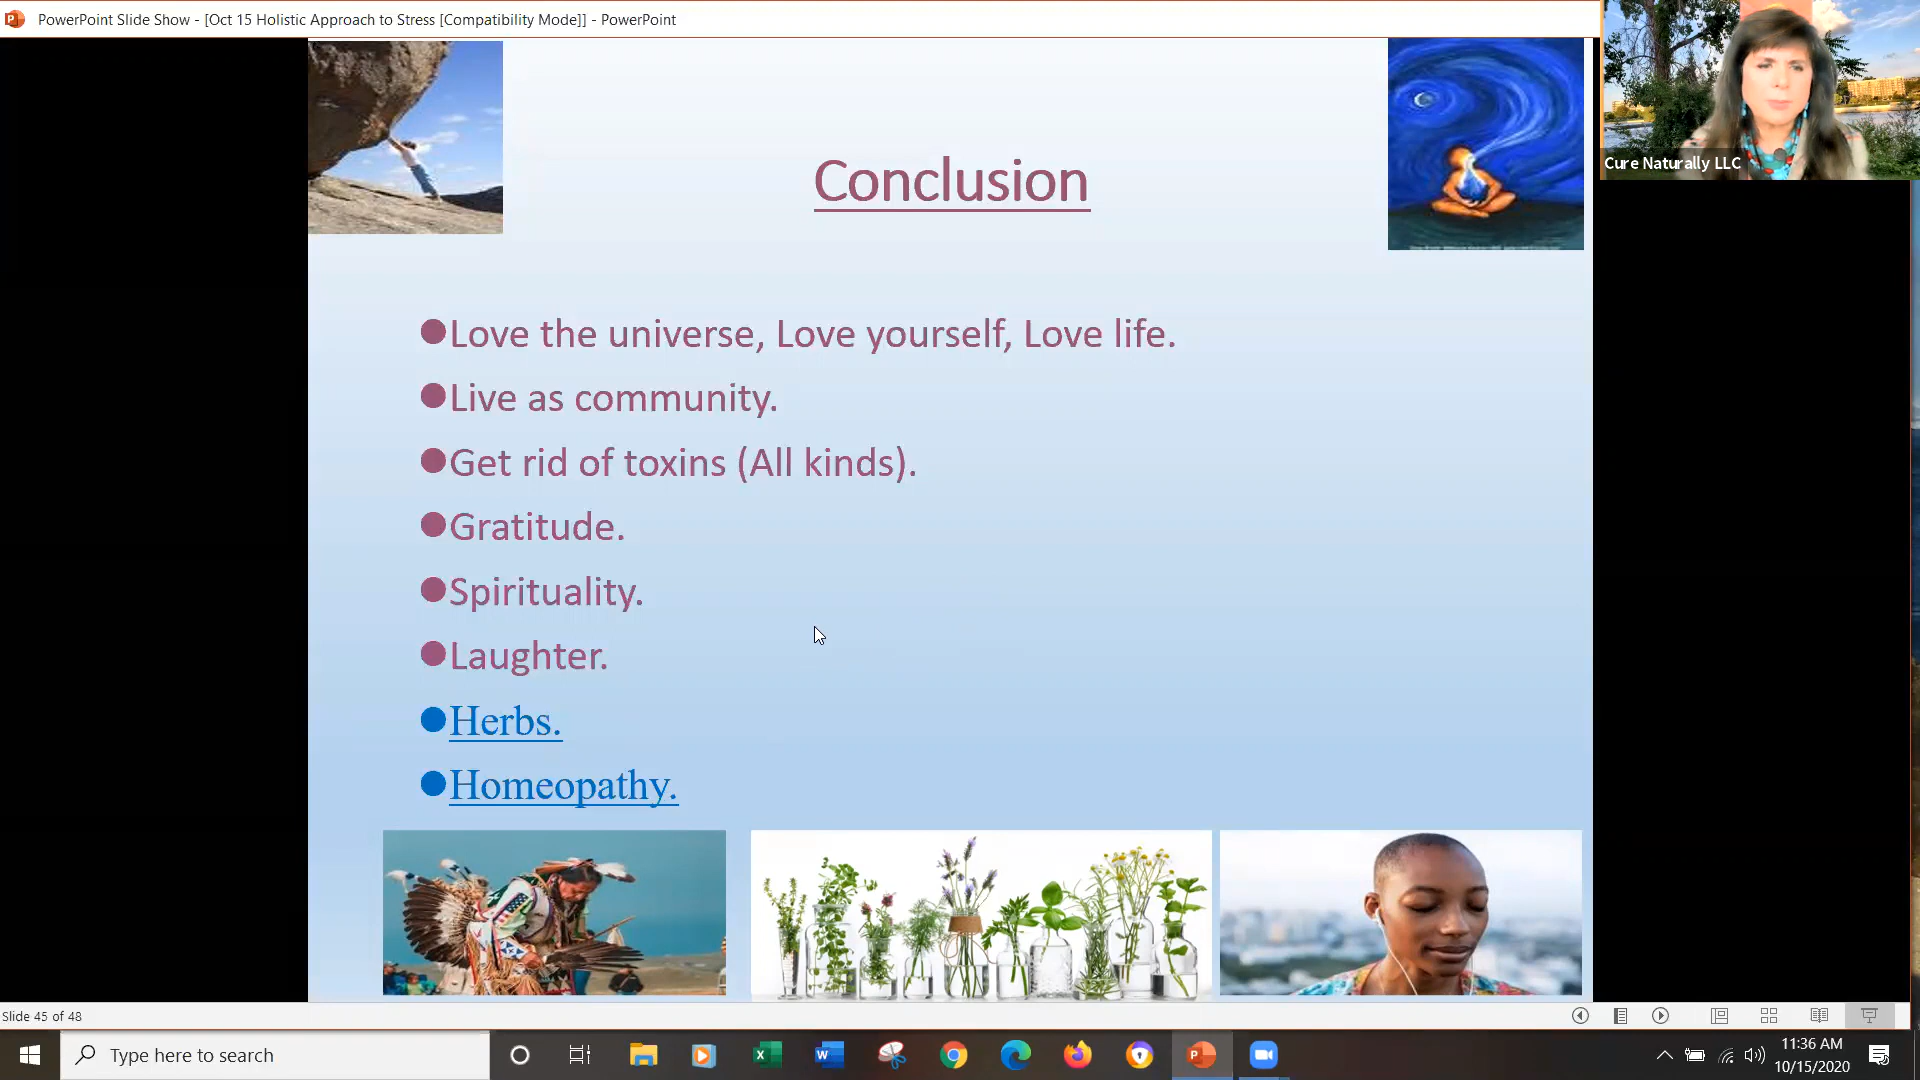 PowerPoint Slide Show - [Oct 15 Holistic Approach to Stress [Compatibility Mode]] - PowerPoint
Cure Naturally LLC
Conclusion
Love the universe, Love yourself, Love life.
Live as community.
Get rid of toxins (All kinds).
Gratitude.
Spirituality.
Laughter.
Herbs.
Homeopathy.
Slide 45 of 48
Type here to search
11:36 AM
10/15/2020